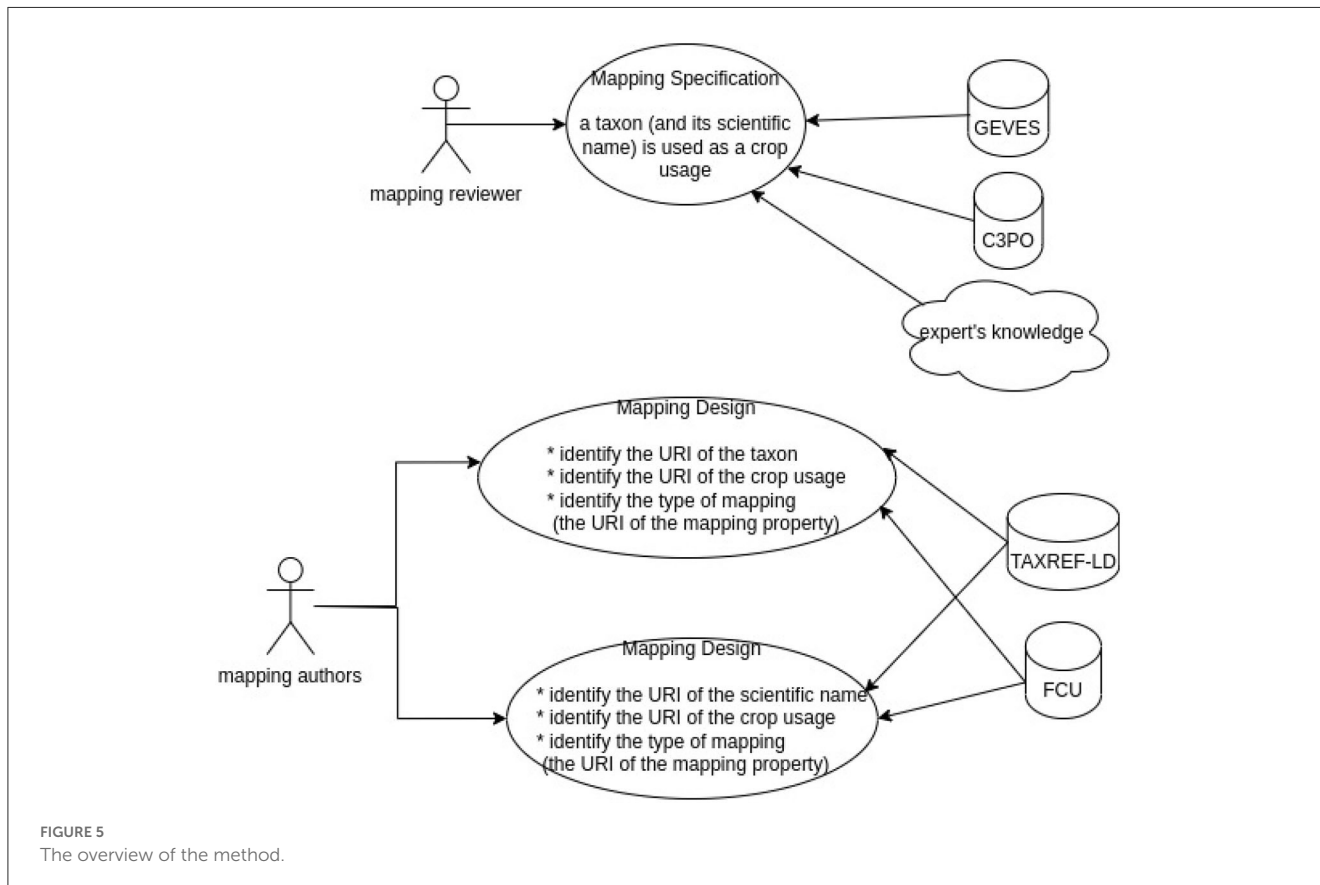 Mapping Specification
a taxon (and its scientific
name) is used as a crop
usage
mapping reviewer
GEVES
C3PO
expert's knowledge
Mapping Design
* identify the URI of the taxon
* identify the URI of the crop usage
* identify the type of mapping
(the URI of the mapping property)
TAXREF-LD
mapping authors
Mapping Design
* identify the URI of the scientific name
* identify the URI of the crop usage
* identify the type of mapping
(the URI of the mapping property)
FCU
FIGURE 5
The overview of the method.